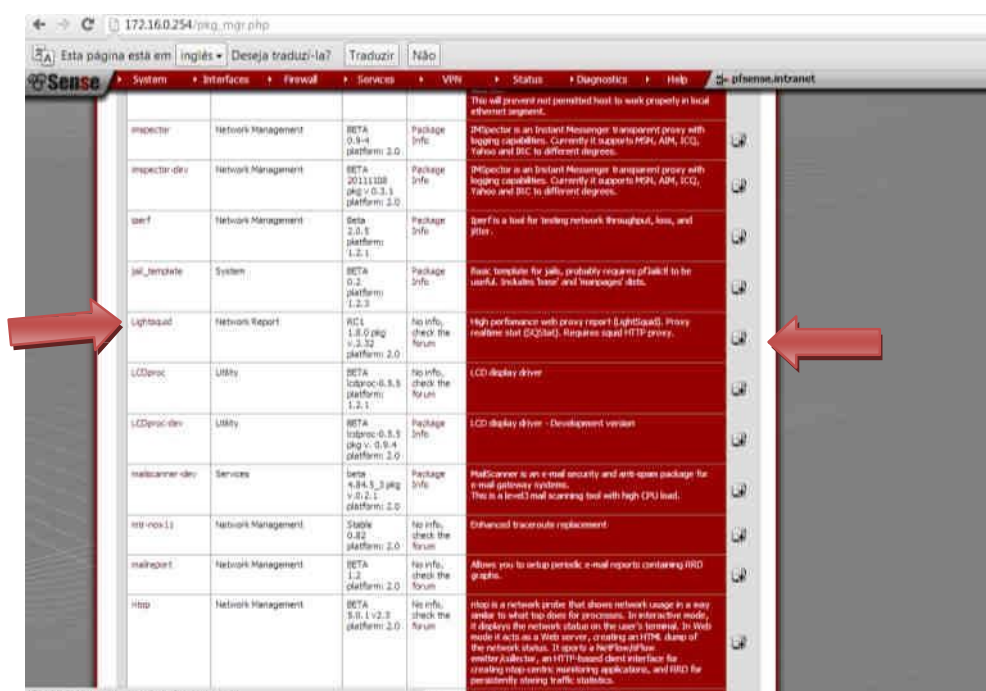 172.16.0.254/pkg_mgr.php
Esta página está em inglês Deseja traduzi-la? Traduzir Não
Sense System Interfaces Firewall Services VPN Status Diagnostics Help pfsense.intranet
This will prevent not permitted host to work properly in local
ethernet segment.
imspector Network Management BETA Package IMSpector is an Instant Messenger transparent proxy with
0.9-4 Info logging capabilities. Currently it supports MSN, AIM, ICQ,
platform: 2.0 Yahoo and IRC to different degrees.
imspector-dev Network Management BETA Package IMSpector is an Instant Messenger transparent proxy with
20111108 Info logging capabilities. Currently it supports MSN, AIM, ICQ,
pkg v 0.3.1 Yahoo and IRC to different degrees.
platform: 2.0
iperf Network Management Beta Package Iperf is a tool for testing network throughput, loss, and
2.0.5 Info jitter.
platform:
1.2.1
jail_template System BETA Package Basic template for jails, probably requires pfJailctl to be
0.2 Info useful. Includes 'base' and 'manpages' dists.
platform:
1.2.3
Lightsquid Network Report RC1 No info, High perfomance web proxy report (LightSquid). Proxy
1.8.0 pkg check the realtime stat (SQStat). Requires squid HTTP proxy.
v.2.32 forum
platform: 2.0
LCDproc Utility BETA No info, LCD display driver
lcdproc-0.5.5 check the
platform: forum
1.2.1
LCDproc-dev Utility BETA Package LCD display driver - Development version
lcdproc-0.5.5 Info
pkg v. 0.9.4
platform: 2.0
mailscanner-dev Services beta Package MailScanner is an e-mail security and anti-spam package for
4.84.5_3 pkg Info e-mail gateway systems.
v.0.2.1 This is a level3 mail scanning tool with high CPU load.
platform: 2.0
mtr-nox11 Network Management Stable No info, Enhanced traceroute replacement
0.82 check the
platform: 2.0 forum
mailreport Network Management BETA No info, Allows you to setup periodic e-mail reports containing RRD
1.2 check the graphs.
platform: 2.0 forum
ntop Network Management BETA No info, ntop is a network probe that shows network usage in a way
5.0.1 v2.3 check the similar to what top does for processes. In interactive mode,
platform: 2.0 forum it displays the network status on the user's terminal. In Web
mode it acts as a Web server, creating an HTML dump of
the network status. It sports a NetFlow/sFlow
emitter/collector, an HTTP-based client interface for
creating ntop-centric monitoring applications, and RRD for
persistently storing traffic statistics.